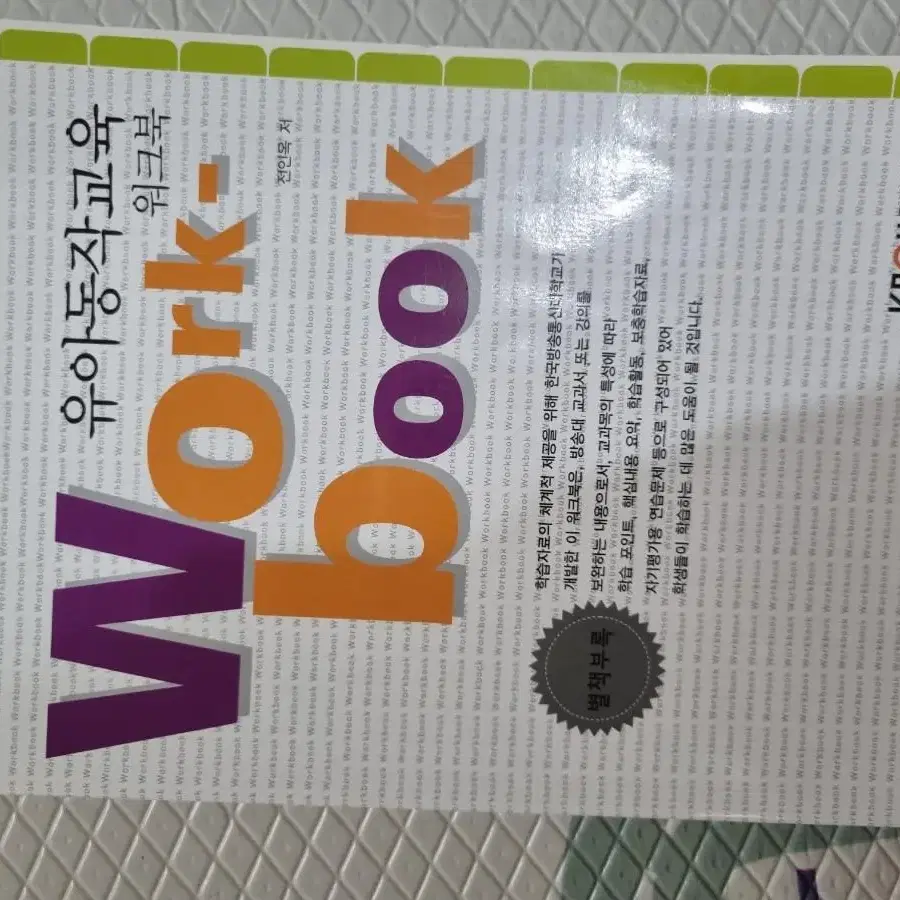 유아동작교육
워크북
Work-
book
전인옥 저
학습자료의 체계적 제공을 위해 한국방송통신대학교가
개발한 이 워크북은, 방송대 교과서 또는 강의를
보완하는 내용으로서, 교과목의 특성에 따라
학습 포인트, 핵심내용 요약, 학습활동, 보충학습자료,
자기평가용 연습문제 등으로 구성되어 있어
학생들이 학습하는 데 많은 도움이 될 것입니다.
별책부록